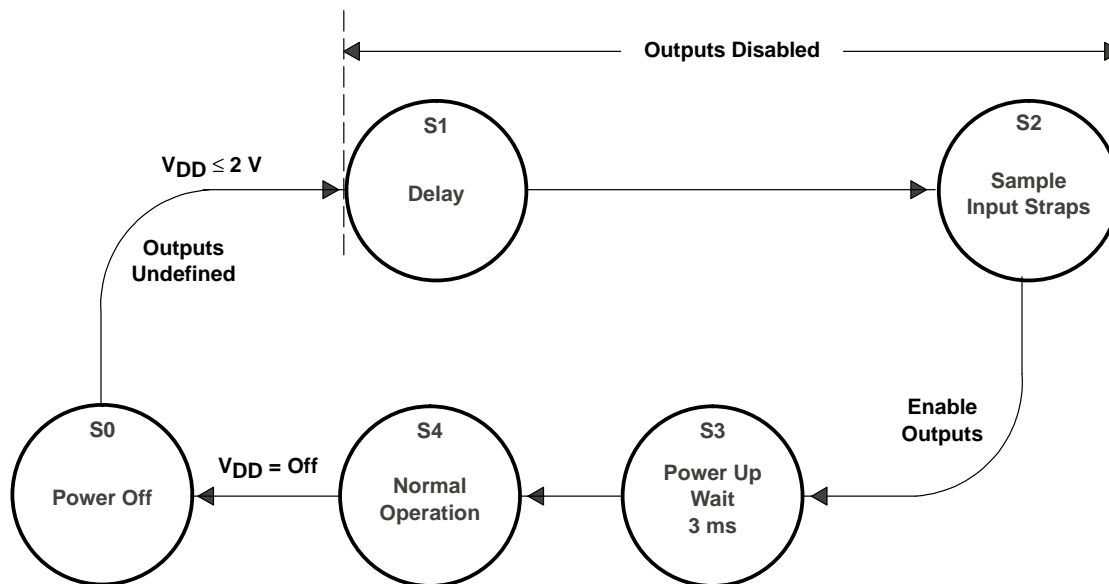 Outputs Disabled
S1
Delay
S2
Sample
Input Straps
VDD ≤ 2 V
Outputs
Undefined
Enable
Outputs
S0
Power Off
VDD = Off
S4
Normal
Operation
S3
Power Up
Wait
3 ms